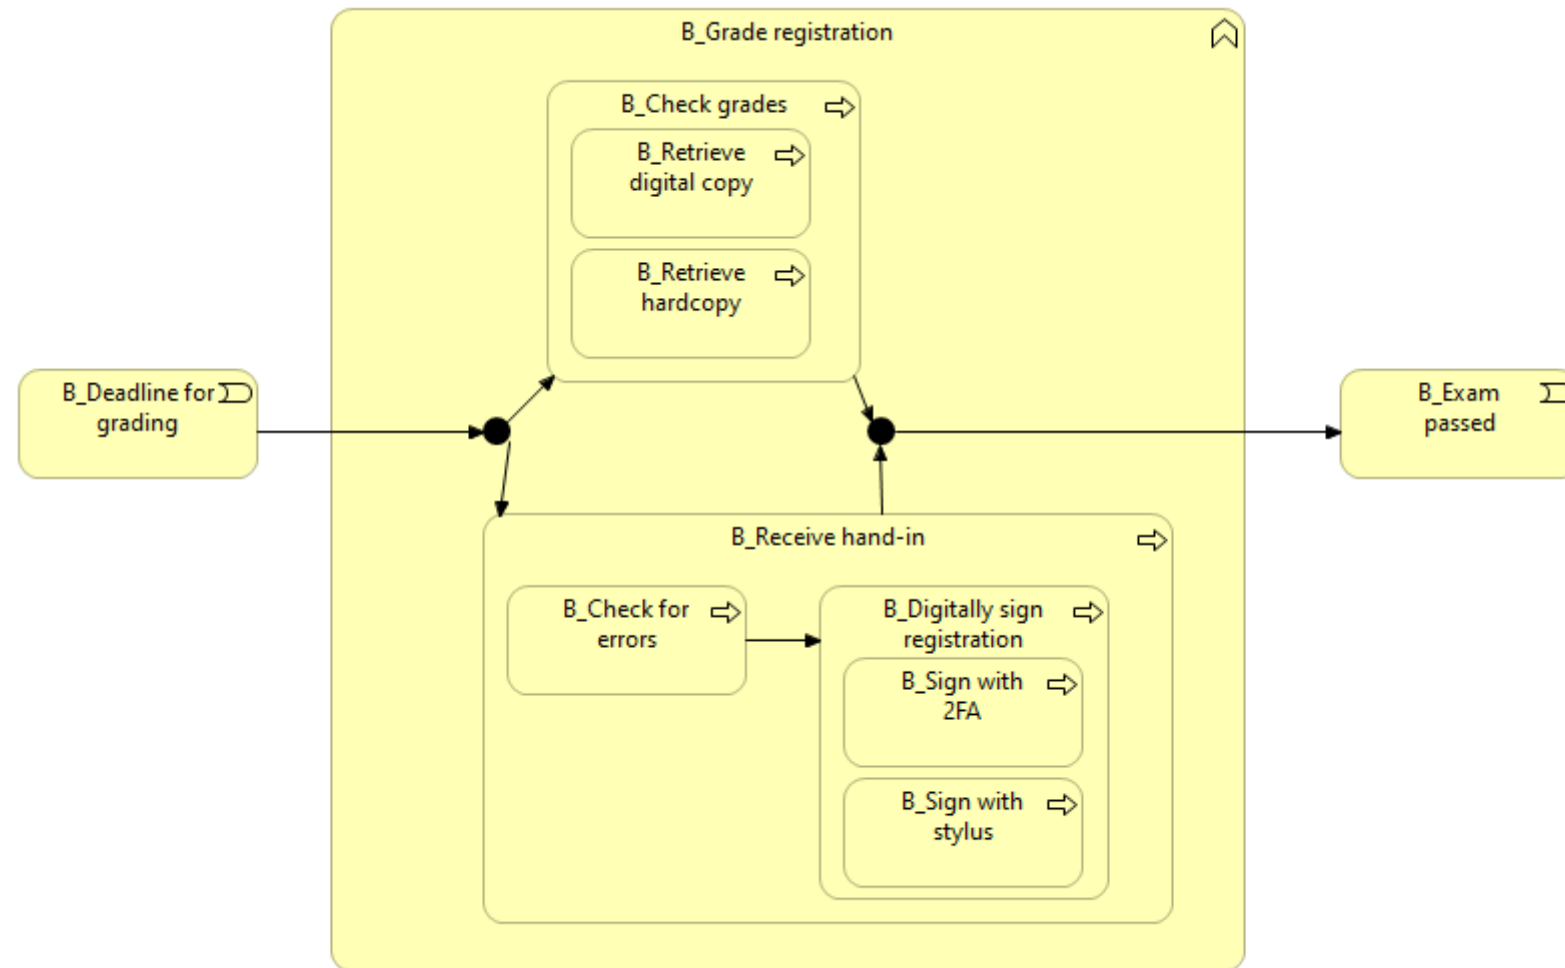 B_Grade registration
B_Check grades
B_Retrieve
digital copy
B_Retrieve
hardcopy
B_Deadline for
grading
B_Exam
passed
B_Receive hand-in
B_Check for
errors
B_Digitally sign
registration
B_Sign with
2FA
B_Sign with
stylus